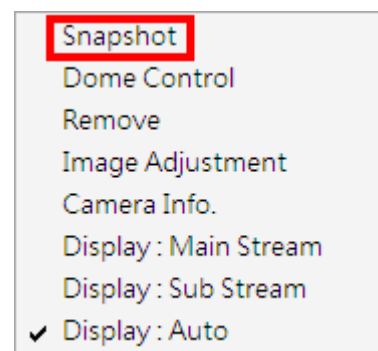 Snapshot
Dome Control
Remove
Image Adjustment
Camera Info.
Display : Main Stream
Display : Sub Stream
Display : Auto